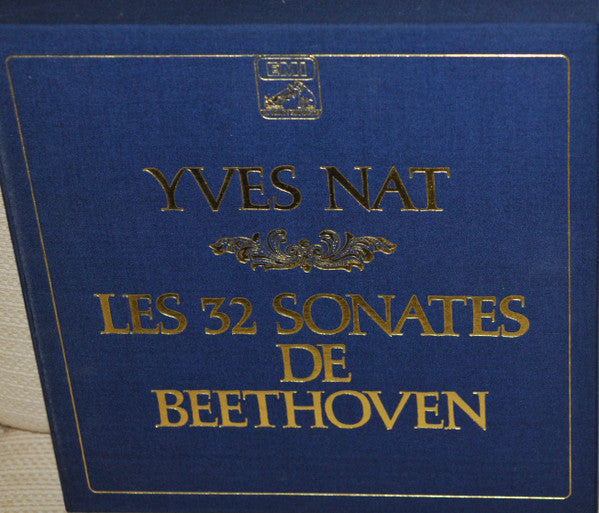 EMI
YVES NAT
LES 32 SONATES
DE
BEETHOVEN